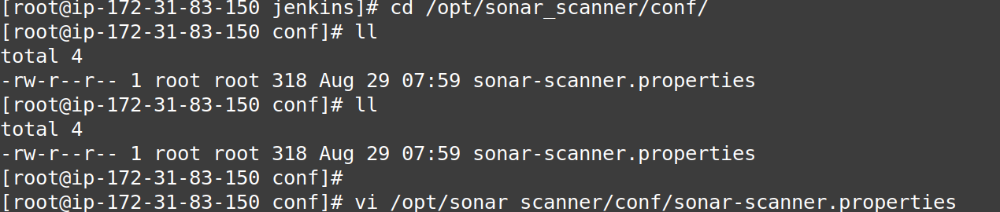 [root@ip-172-31-83-150 jenkins]# cd /opt/sonar_scanner/conf/
[root@ip-172-31-83-150 conf]# ll
total 4
-rw-r--r-- 1 root root 318 Aug 29 07:59 sonar-scanner.properties
[root@ip-172-31-83-150 conf]# ll
total 4
-rw-r--r-- 1 root root 318 Aug 29 07:59 sonar-scanner.properties
[root@ip-172-31-83-150 conf]#
[root@ip-172-31-83-150 conf]# vi /opt/sonar scanner/conf/sonar-scanner.properties